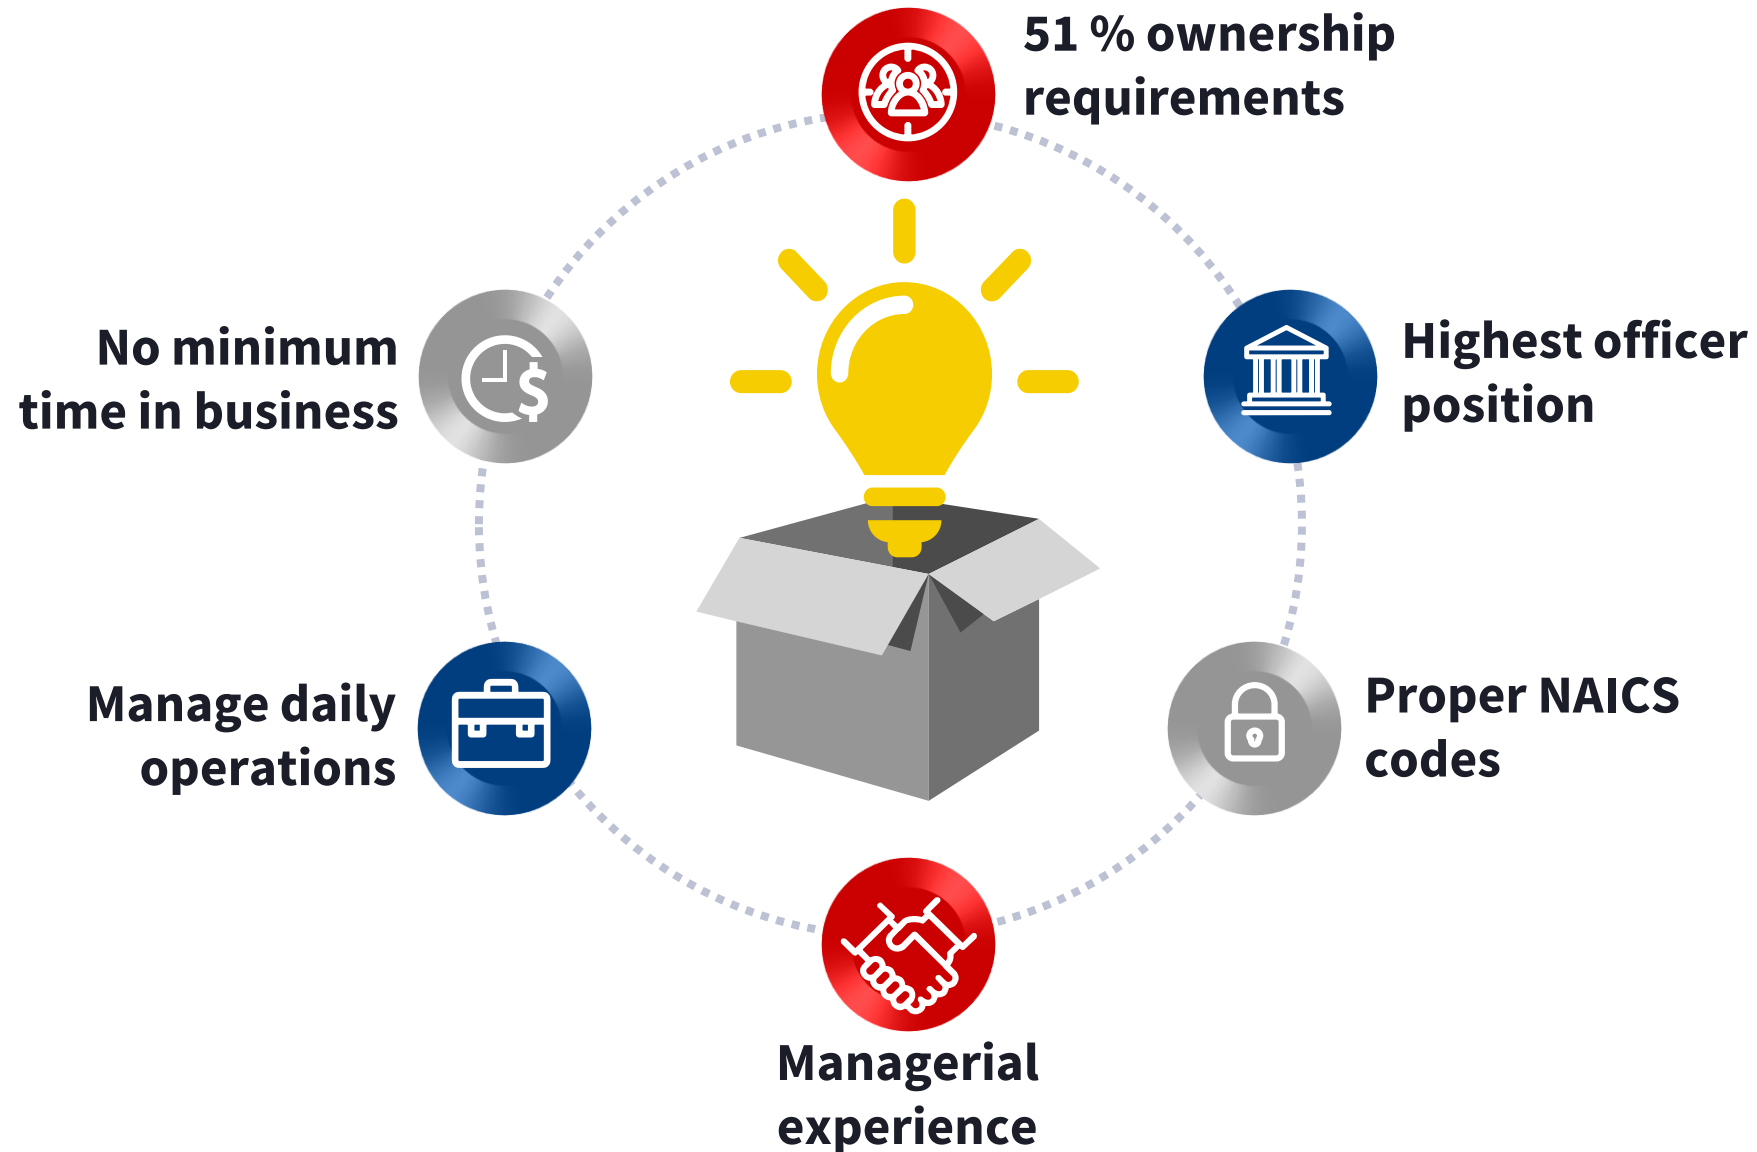 51 % ownership
requirements
Highest officer
position
Proper NAICS
codes
Managerial
experience
Manage daily
operations
No minimum
time in business